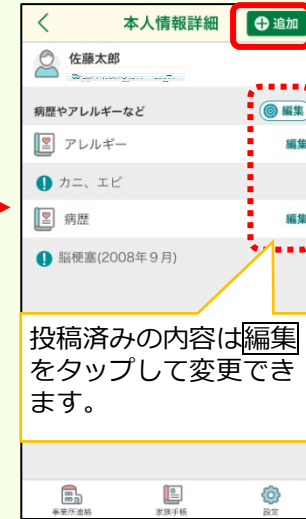 本人情報詳細
追加
佐藤太郎
病歴やアレルギーなど
編集
アレルギー
編集
カニ、エビ
病歴
編集
脳梗塞(2008年9月)
投稿済みの内容は編集
をタップして変更でき
ます。
事業所連絡
家族手帳
設定